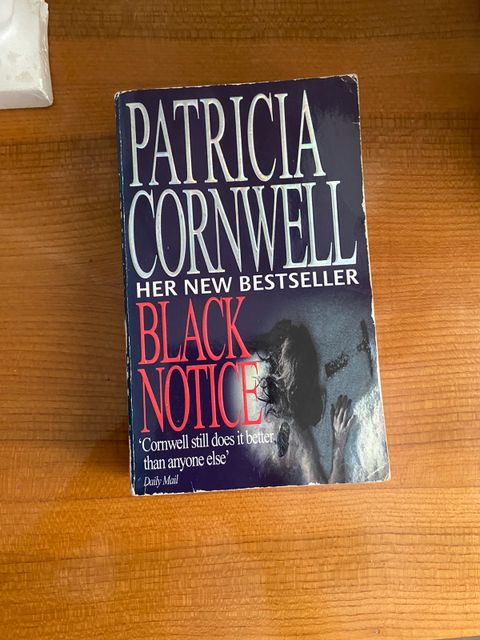 PATRICIA
CORNWELL
HER NEW BESTSELLER
BLACK
NOTICE
‘Cornwell still does it better
than anyone else’
Daily Mail